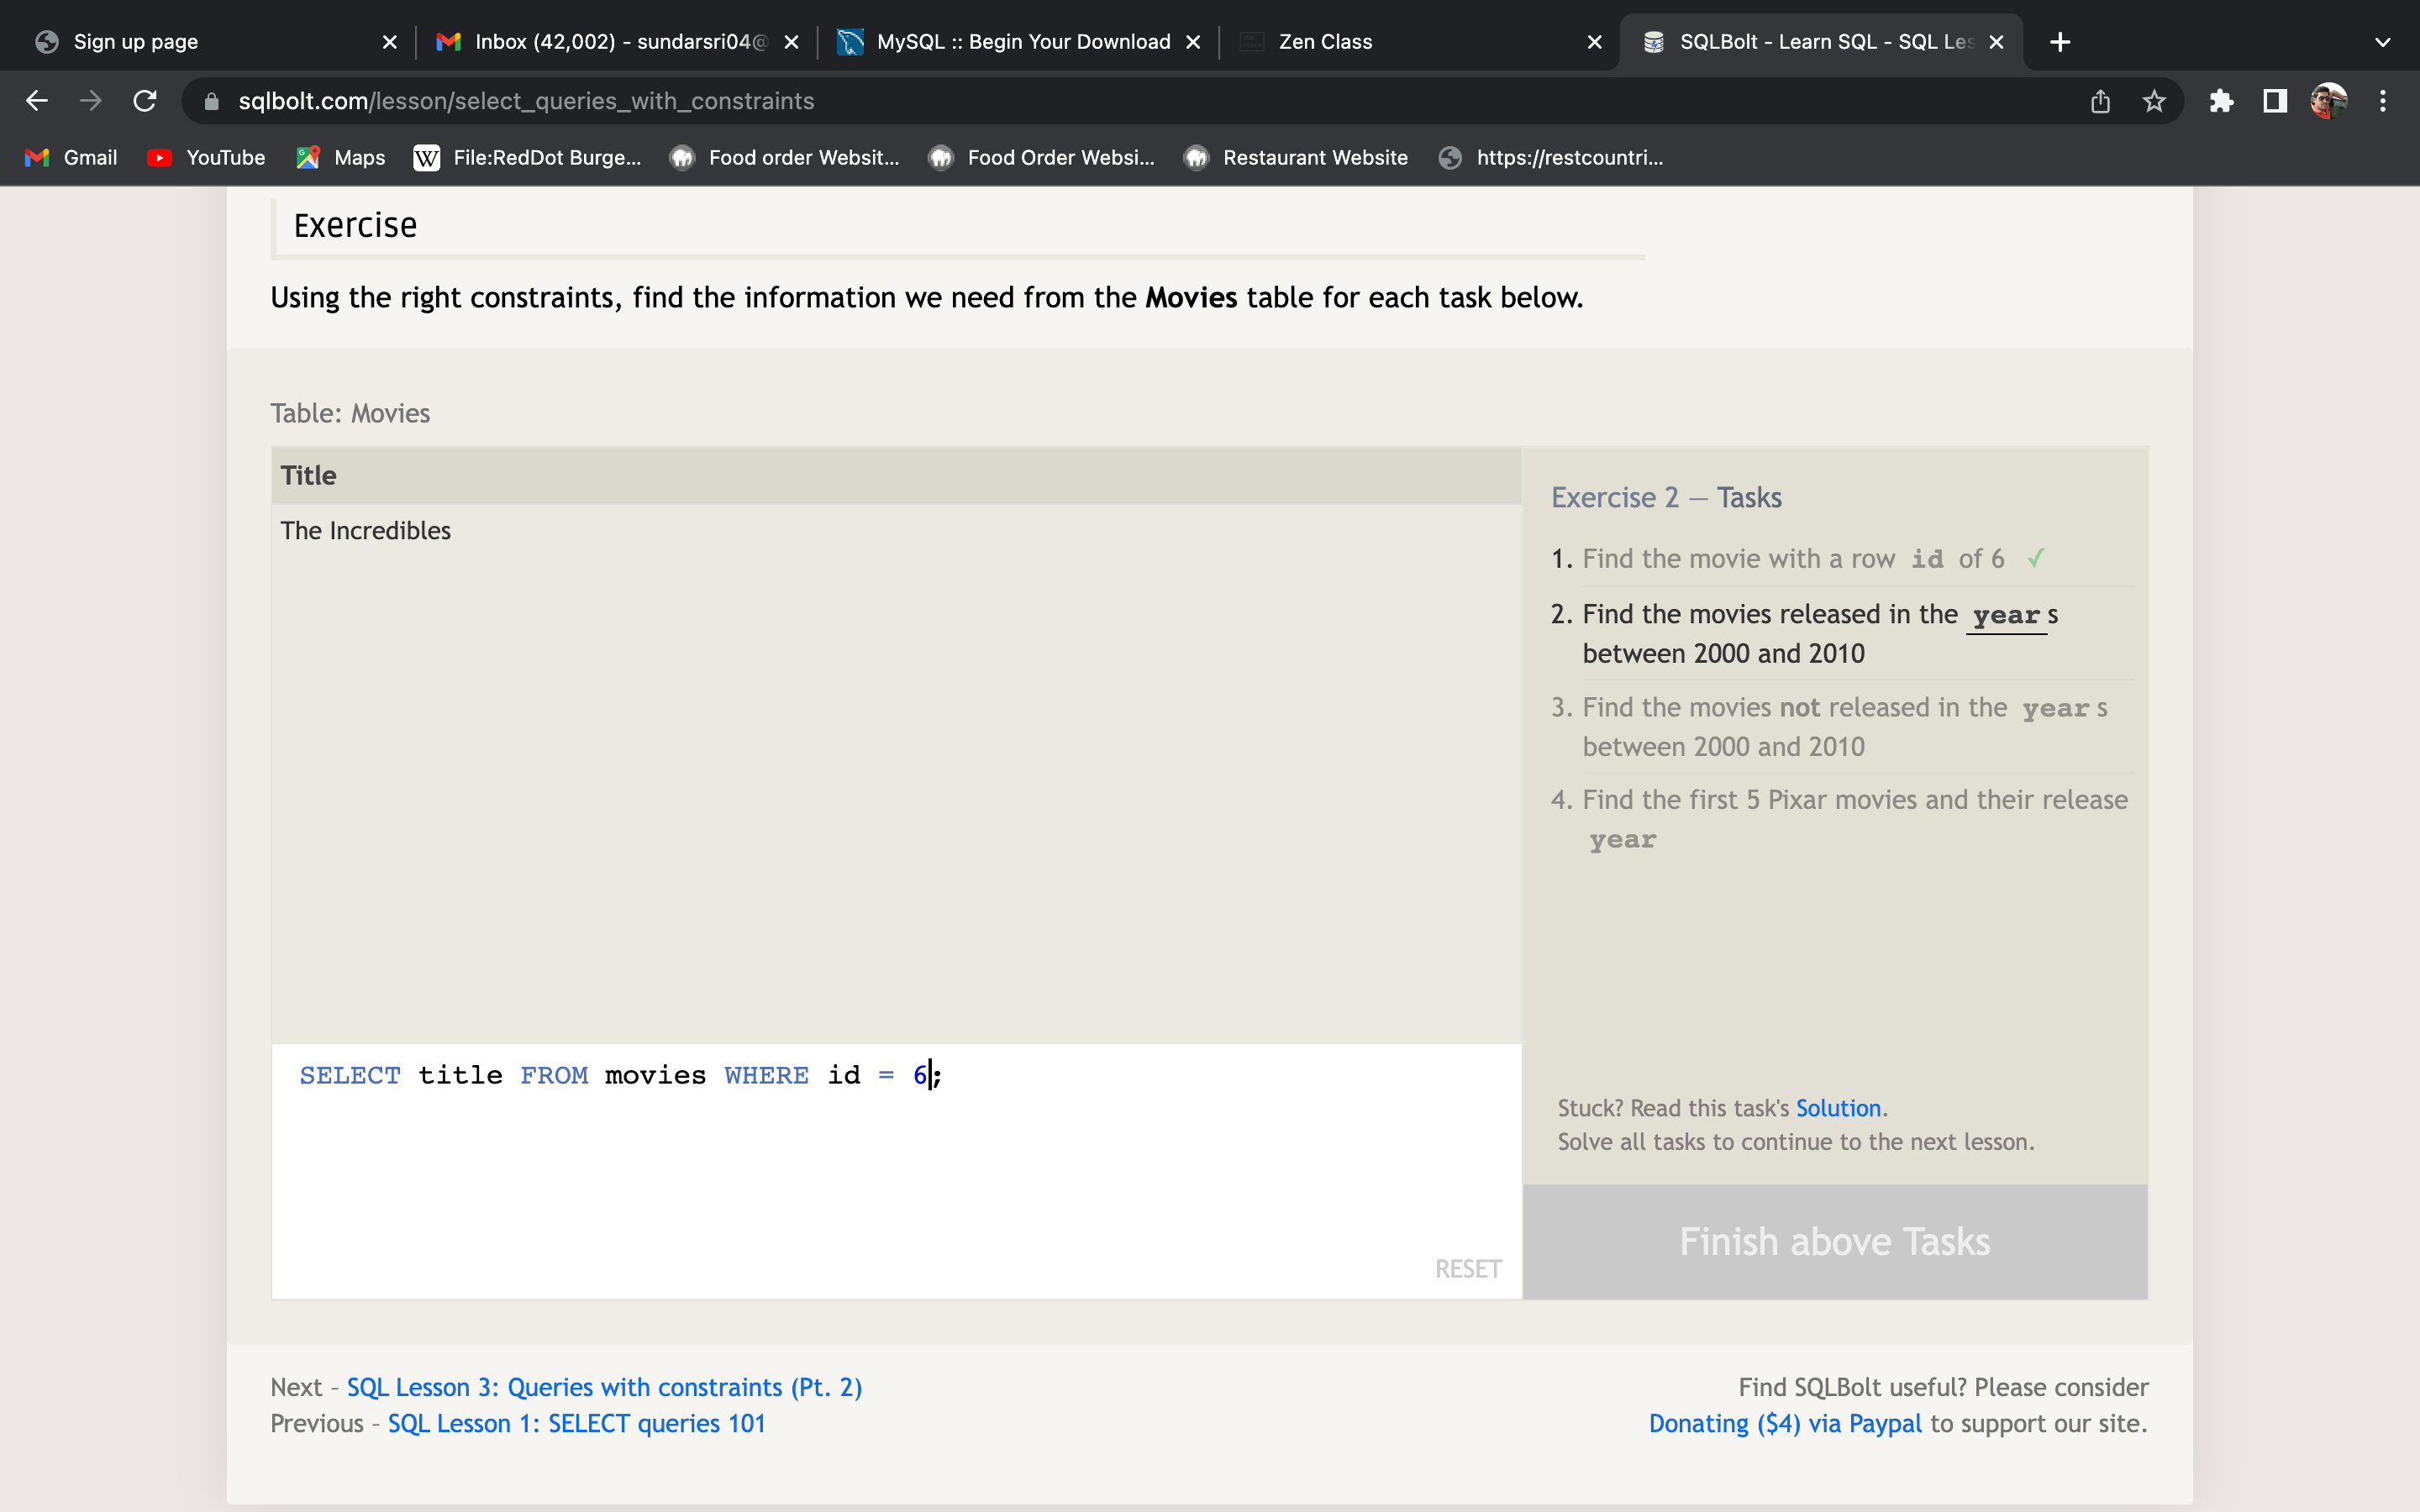 Sign up page
Inbox (42,002) - sundarsri04@
MySQL :: Begin Your Download
Zen Class
SQLBolt - Learn SQL - SQL Les
sqlbolt.com/lesson/select_queries_with_constraints
Gmail
YouTube
Maps
W
File:RedDot Burge...
Food order Websit...
Food Order Websi...
Restaurant Website
https://restcountri...
Exercise
Using the right constraints, find the information we need from the Movies table for each task below.
Table: Movies
Title
The Incredibles
SELECT title FROM movies WHERE id = 6;
RESET
Exercise 2 — Tasks
1. Find the movie with a row id of 6 ✓
2. Find the movies released in the years
between 2000 and 2010
3. Find the movies not released in the years
between 2000 and 2010
4. Find the first 5 Pixar movies and their release
year
Stuck? Read this task's Solution.
Solve all tasks to continue to the next lesson.
Finish above Tasks
Next – SQL Lesson 3: Queries with constraints (Pt. 2)
Previous – SQL Lesson 1: SELECT queries 101
Find SQLBolt useful? Please consider
Donating ($4) via Paypal to support our site.